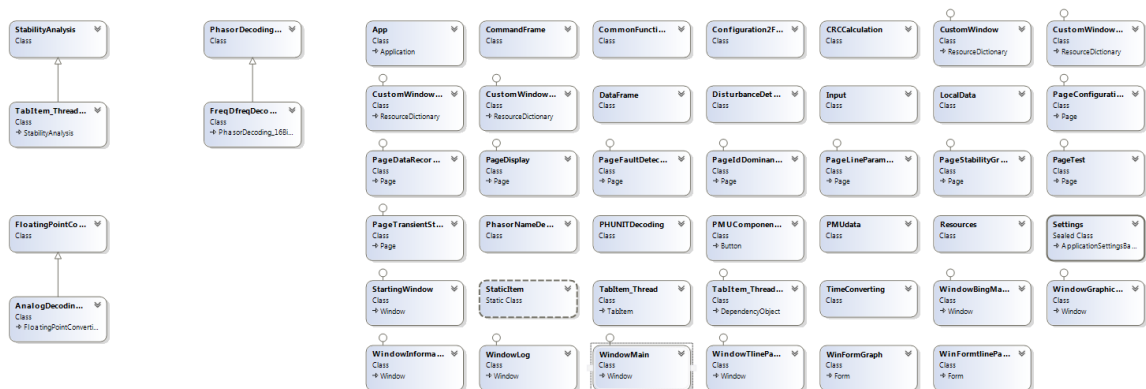 StabilityAnalysis
Class
PhasorDecoding...
Class
App
Class
Application
CommandFrame
Class
CommonFuncti...
Class
Configuration2F...
Class
CRCCalculation
Class
CustomWindow
Class
ResourceDictionary
CustomWindow...
Class
ResourceDictionary
TabItem_Thread...
Class
StabilityAnalysis
FreqDfreqDeco...
Class
PhasorDecoding_16Bi...
CustomWindow...
Class
ResourceDictionary
CustomWindow...
Class
ResourceDictionary
DataFrame
Class
DisturbanceDet...
Class
Input
Class
LocalData
Class
PageConfigurati...
Class
Page
PageDataRecor...
Class
Page
PageDisplay
Class
Page
PageFaultDetec...
Class
Page
PageIdDominan...
Class
Page
PageLineParam...
Class
Page
PageStabilityGr...
Class
Page
PageTest
Class
Page
FloatingPointCo...
Class
PageTransientSt...
Class
Page
PhasorNameDe...
Class
PHUNITDecoding
Class
PMUComponen...
Class
Button
PMUdata
Class
Resources
Class
Settings
Sealed Class
ApplicationSettingsBa...
AnalogDecodin...
Class
FloatingPointConverti...
StartingWindow
Class
Window
StaticItem
Static Class
TabItem_Thread
Class
TabItem
TabItem_Thread...
Class
DependencyObject
TimeConverting
Class
WindowBingMa...
Class
Window
WindowGraphic...
Class
Window
WindowInforma...
Class
Window
WindowLog
Class
Window
WindowMain
Class
Window
WindowTlinePa...
Class
Window
WinFormGraph
Class
Form
WinFormtlinePa...
Class
Form